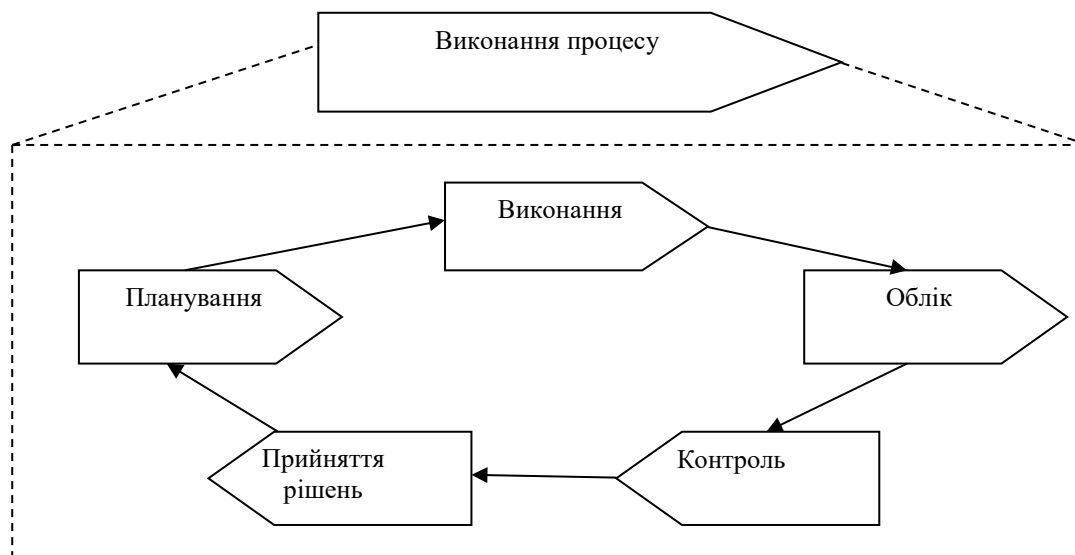 Виконання процесу
Виконання
Планування
Облік
Прийняття
рішень
Контроль